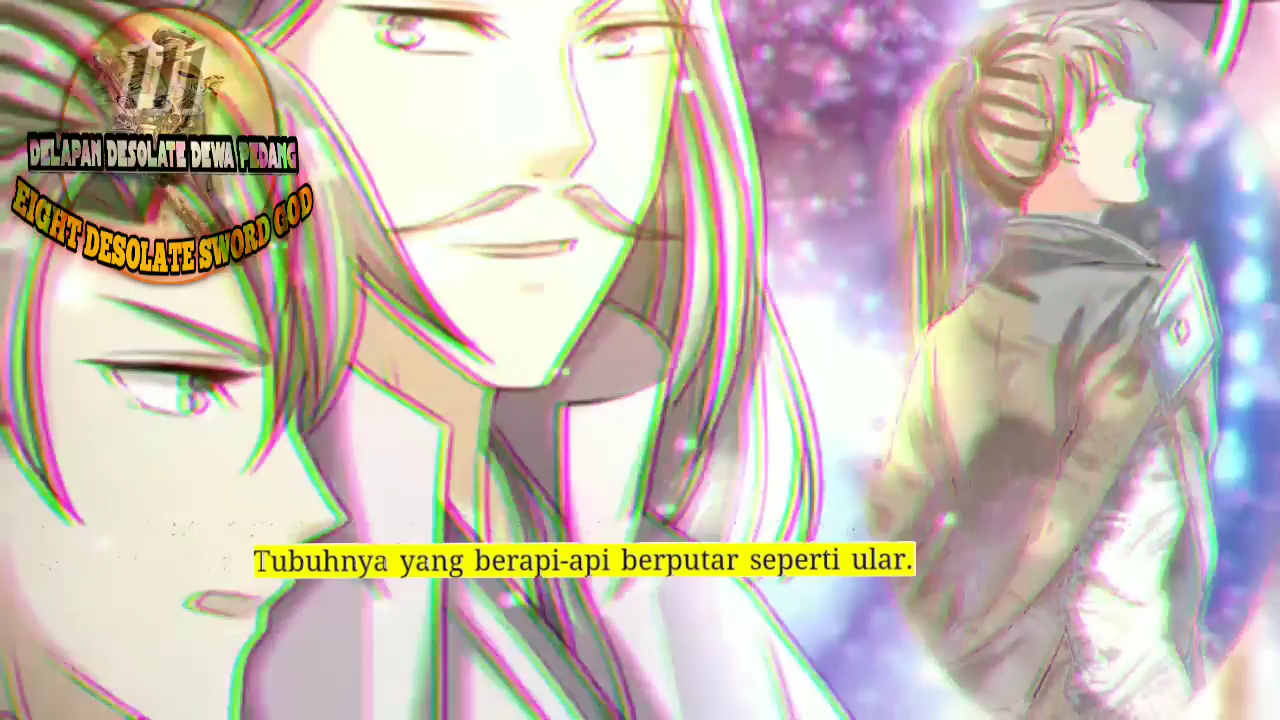 DELAPAN DESOLATE DEWA PEDANG
EIGHT DESOLATE SWORD GOD
Tubuhnya yang berapi-api berputar seperti ular.